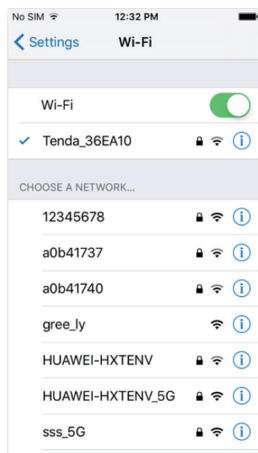 No SIM 12:32 PM
Settings Wi-Fi
Wi-Fi
Tenda_36EA10
CHOOSE A NETWORK...
12345678
a0b41737
a0b41740
gree_ly
HUAWEI-HXTENV
HUAWEI-HXTENV_5G
sss_5G